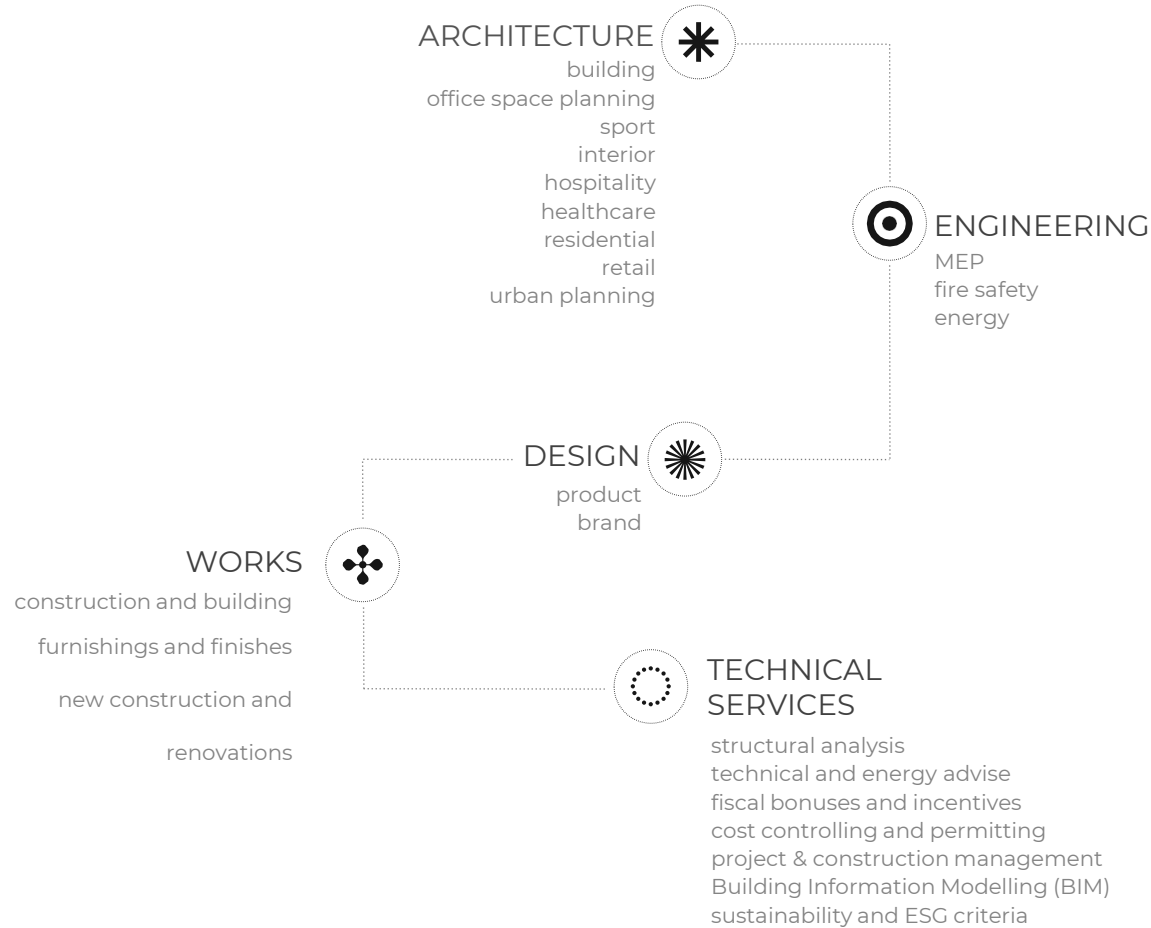 ARCHITECTURE
building
office space planning
sport
interior
hospitality
healthcare
residential
retail
urban planning
ENGINEERING
MEP
fire safety
energy
DESIGN
product
brand
WORKS
construction and building
furnishings and finishes
new construction and
renovations
TECHNICAL
SERVICES
structural analysis
technical and energy advise
fiscal bonuses and incentives
cost controlling and permitting
project & construction management
Building Information Modelling (BIM)
sustainability and ESG criteria